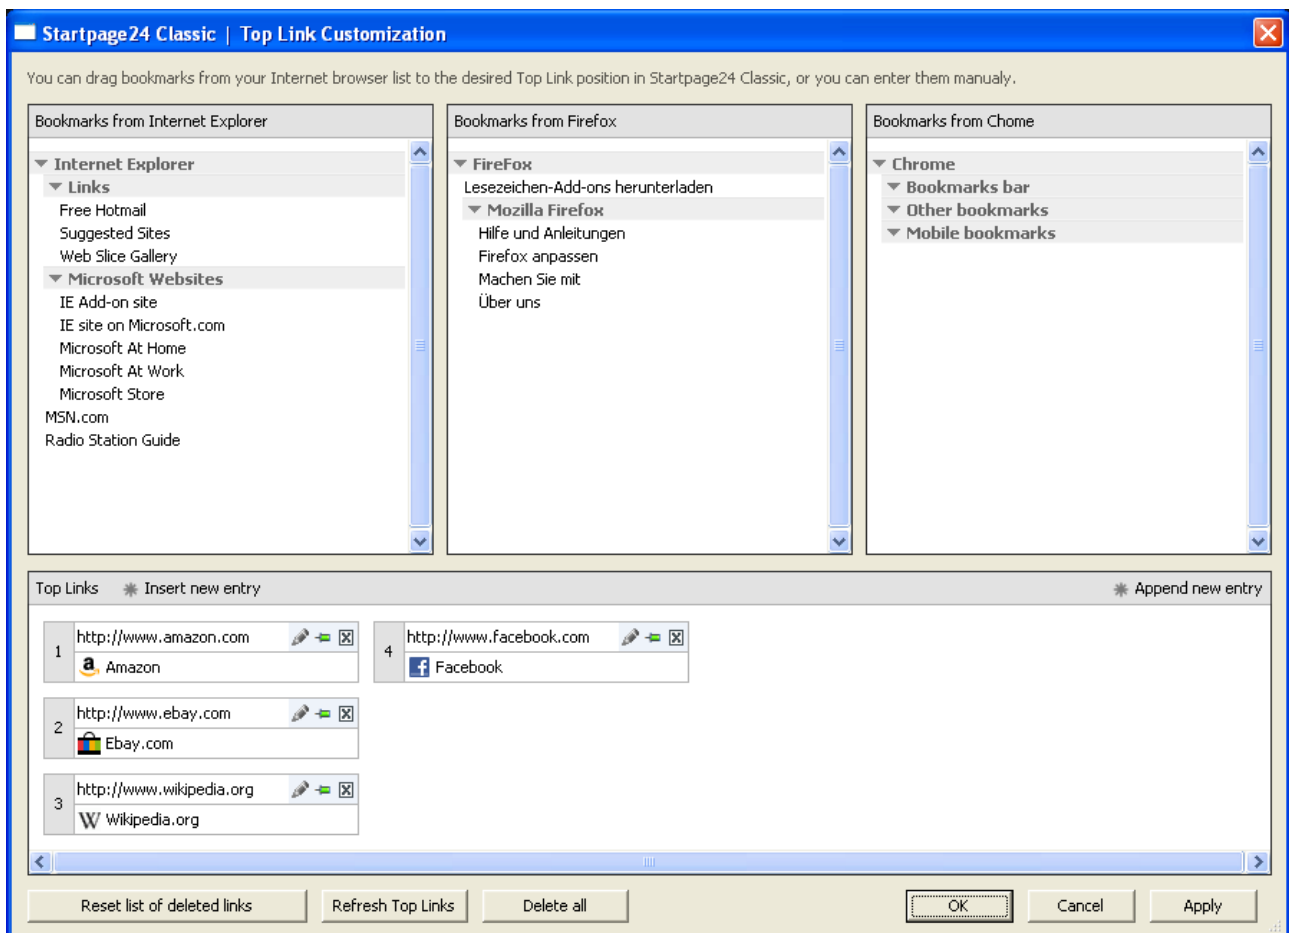 Startpage24 Classic | Top Link Customization
You can drag bookmarks from your Internet browser list to the desired Top Link position in Startpage24 Classic, or you can enter them manualy.
Bookmarks from Internet Explorer
Internet Explorer
Links
Free Hotmail
Suggested Sites
Web Slice Gallery
Microsoft Websites
IE Add-on site
IE site on Microsoft.com
Microsoft At Home
Microsoft At Work
Microsoft Store
MSN.com
Radio Station Guide
Bookmarks from Firefox
FireFox
Lesezeichen-Add-ons herunterladen
Mozilla Firefox
Hilfe und Anleitungen
Firefox anpassen
Machen Sie mit
Über uns
Bookmarks from Chome
Chrome
Bookmarks bar
Other bookmarks
Mobile bookmarks
Top Links Insert new entry Append new entry
1
http://www.amazon.com
a Amazon
2
http://www.ebay.com
Ebay.com
3
http://www.wikipedia.org
W Wikipedia.org
4
http://www.facebook.com
f Facebook
Reset list of deleted links Refresh Top Links Delete all OK Cancel Apply